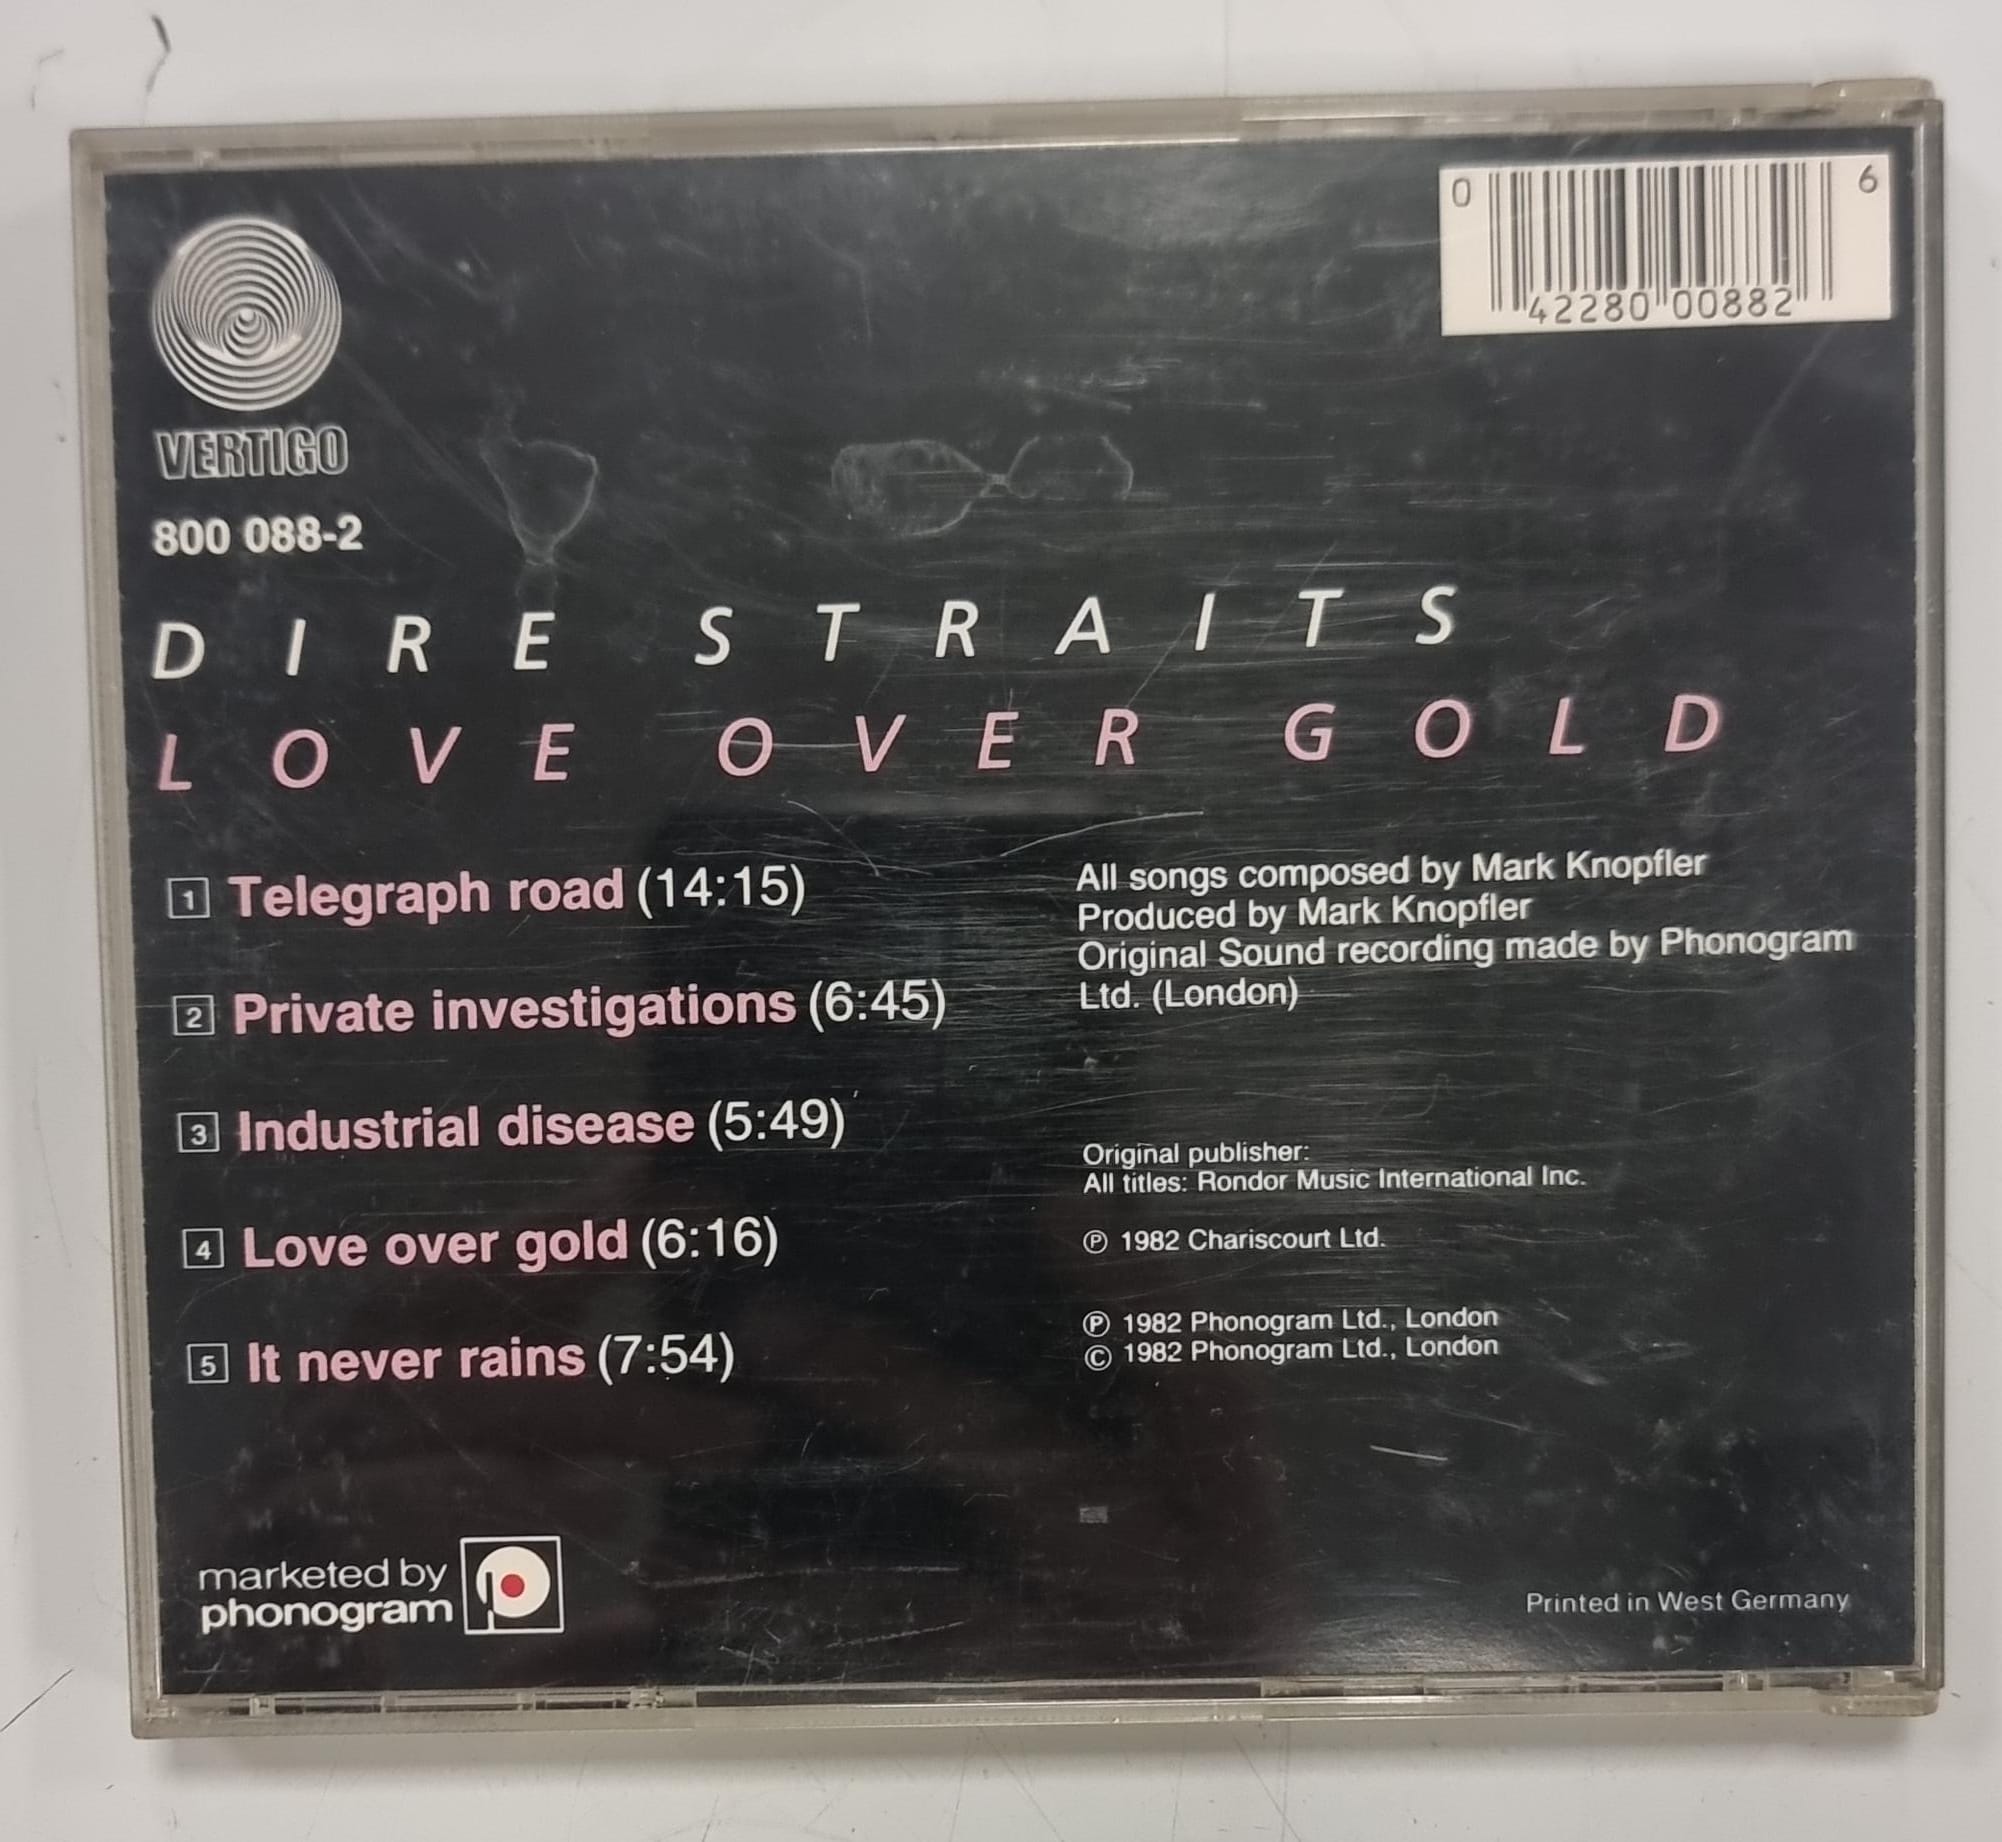 0 42280 00882 6
VERTIGO
800 088-2
DIRE STRAITS
LOVE OVER GOLD
1 Telegraph road (14:15)
2 Private investigations (6:45)
3 Industrial disease (5:49)
4 Love over gold (6:16)
5 It never rains (7:54)
All songs composed by Mark Knopfler
Produced by Mark Knopfler
Original Sound recording made by Phonogram
Ltd. (London)
Original publisher:
All titles: Rondor Music International Inc.
℗ 1982 Chariscourt Ltd.
℗ 1982 Phonogram Ltd., London
© 1982 Phonogram Ltd., London
marketed by
phonogram
Printed in West Germany